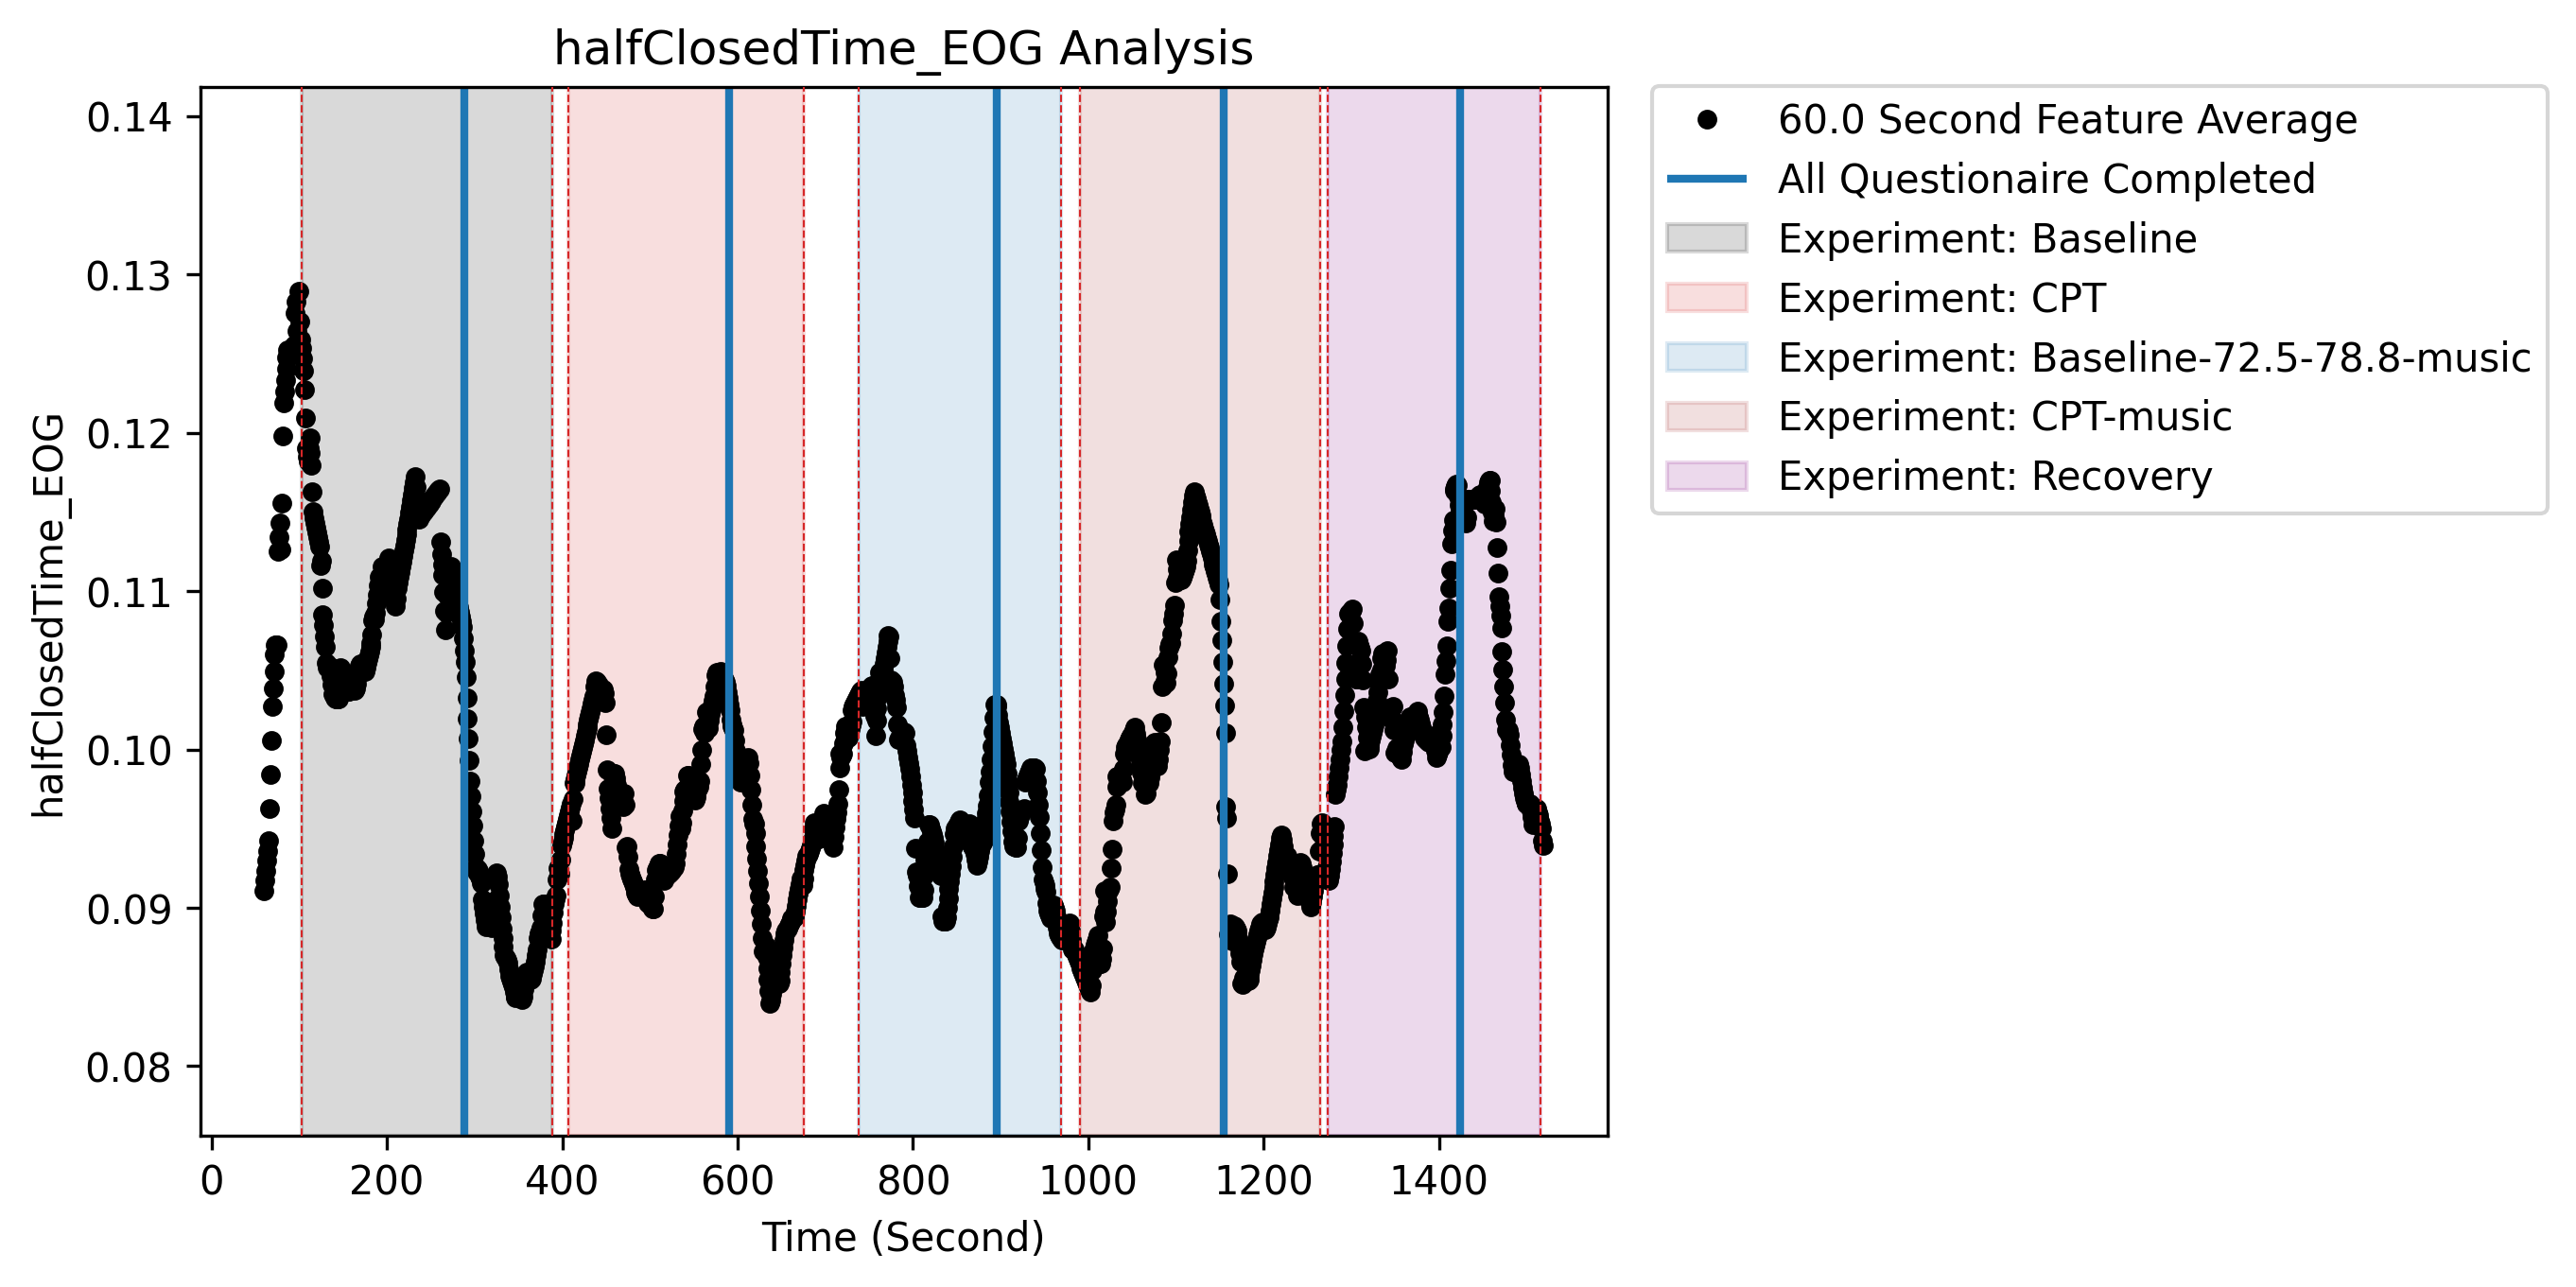 halfClosedTime_EOG Analysis
0.14
0.13
0.12
0.11
0.10
0.09
0.08
halfClosedTime_EOG
0 200 400 600 800 1000 1200 1400
Time (Second)
60.0 Second Feature Average
All Questionaire Completed
Experiment: Baseline
Experiment: CPT
Experiment: Baseline-72.5-78.8-music
Experiment: CPT-music
Experiment: Recovery